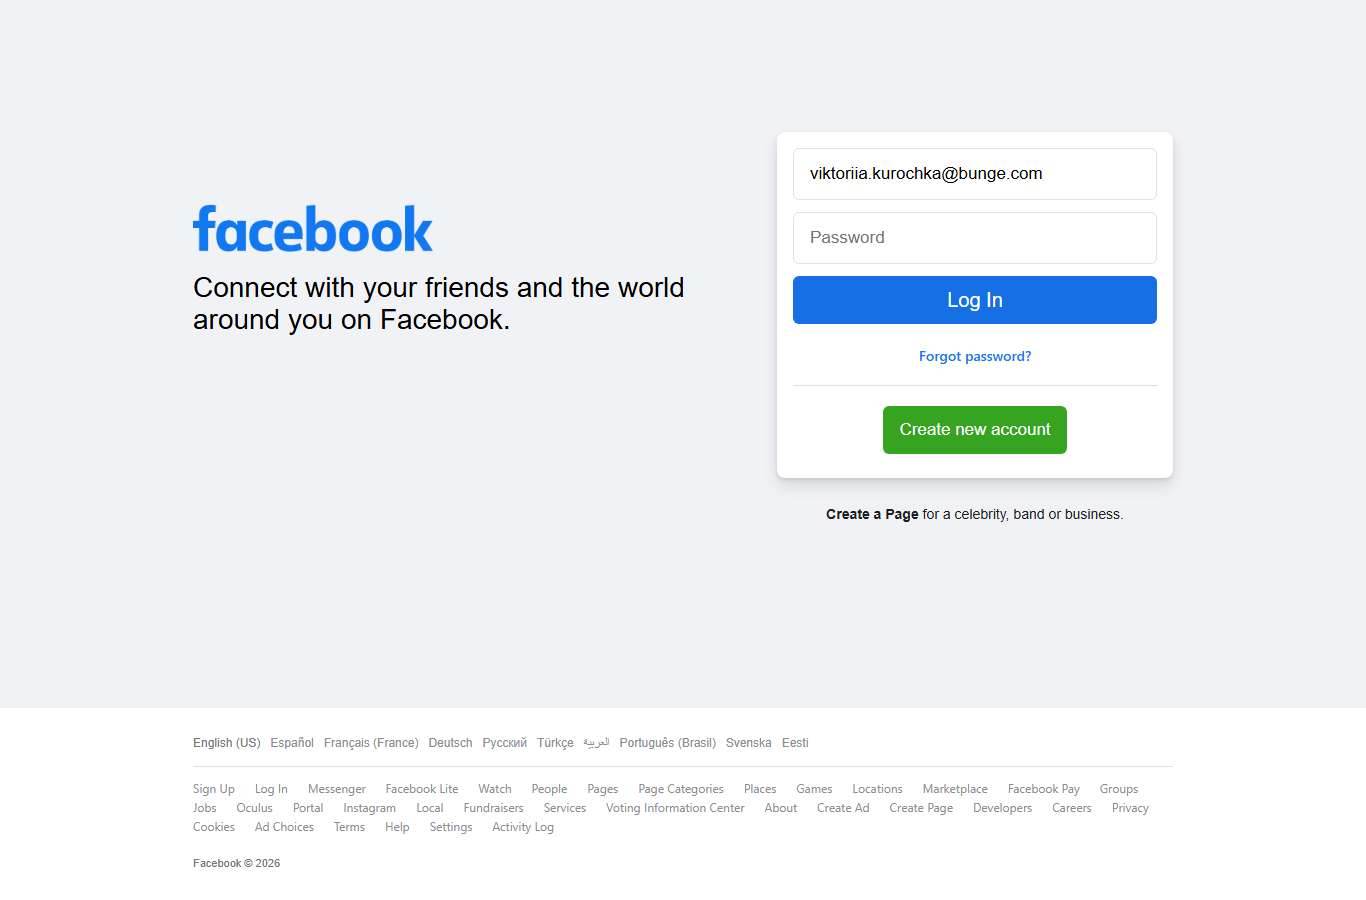 facebook
Connect with your friends and the world
around you on Facebook.
viktoriia.kurochka@bunge.com
Password
Log In
Forgot password?
Create new account
Create a Page for a celebrity, band or business.
English (US) Español Français (France) Deutsch Русский Türkçe العربية Português (Brasil) Svenska Eesti
Sign Up Log In Messenger Facebook Lite Watch People Pages Page Categories Places Games Locations Marketplace Facebook Pay Groups
Jobs Oculus Portal Instagram Local Fundraisers Services Voting Information Center About Create Ad Create Page Developers Careers Privacy
Cookies Ad Choices Terms Help Settings Activity Log
Facebook © 2026